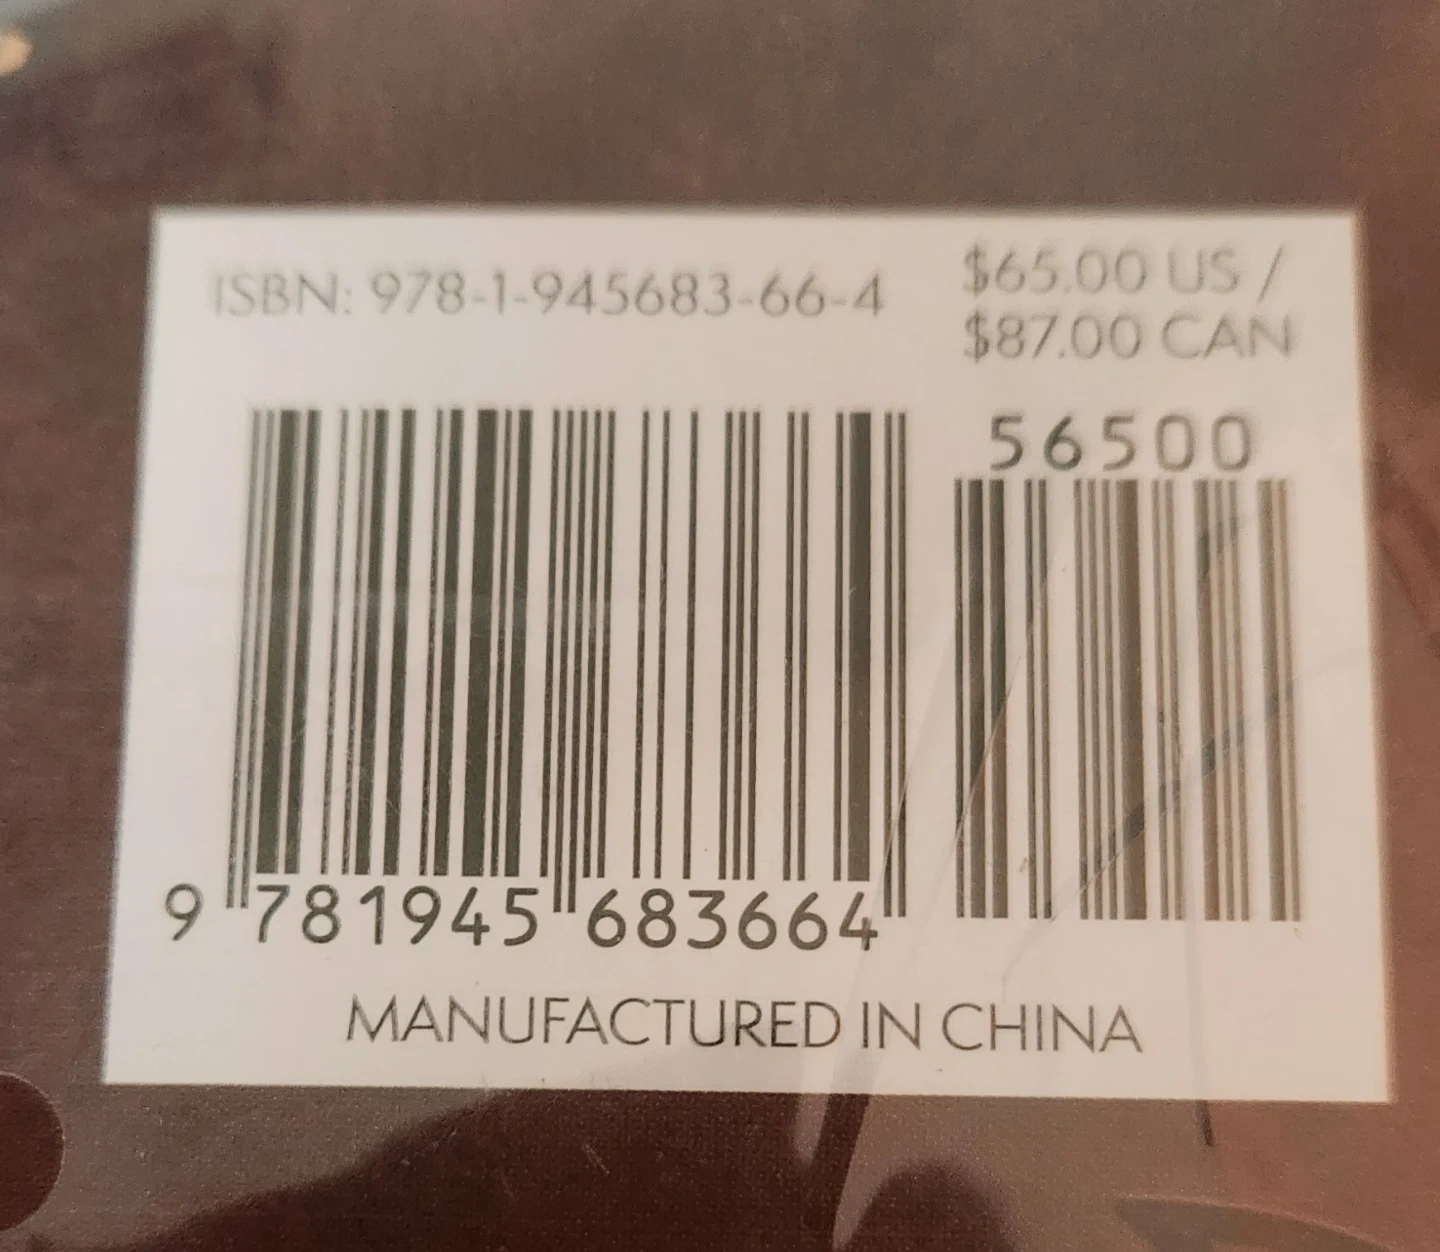 ISBN: 978-1-945683-66-4
$65.00 US /
$87.00 CAN
56500
9 781945 683664
MANUFACTURED IN CHINA